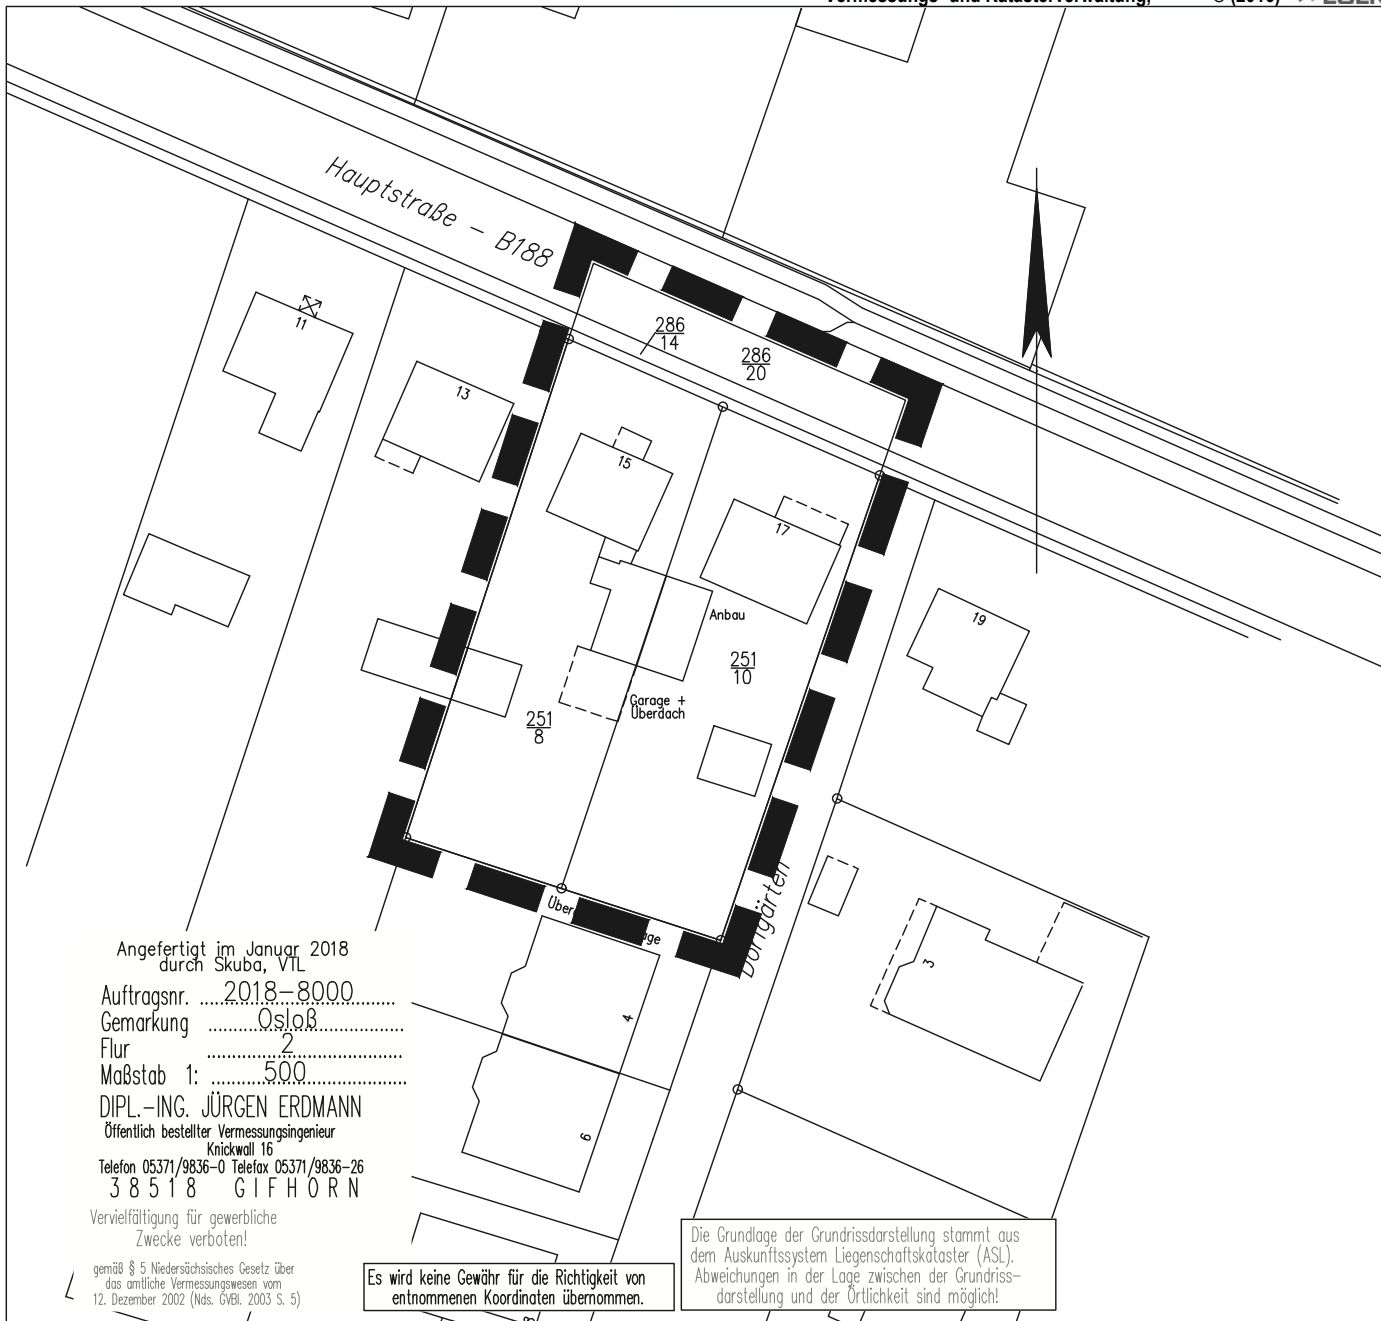 Vermessungs- und Katasterverwaltung,
© (2018)
Hauptstraße - B188
286
14
286
20
11
13
15
17
19
Anbau
251
10
Garage +
Überdach
251
8
Dorfgärten
3
4
6
Angefertigt im Januar 2018
durch Skuba, VTL
Auftragsnr. 2018-8000
Gemarkung Osloß
Flur 2
Maßstab 1: 500
DIPL.-ING. JÜRGEN ERDMANN
Öffentlich bestellter Vermessungsingenieur
Knickwall 16
Telefon 05371/9836-0 Telefax 05371/9836-26
38518 GIFHORN
Vervielfältigung für gewerbliche
Zwecke verboten!
gemäß § 5 Niedersächsisches Gesetz über
das amtliche Vermessungswesen vom
12. Dezember 2002 (Nds. GVBl. 2003 S. 5)
Es wird keine Gewähr für die Richtigkeit von
entnommenen Koordinaten übernommen.
Die Grundlage der Grundrissdarstellung stammt aus
dem Auskunftssystem Liegenschaftskataster (ASL).
Abweichungen in der Lage zwischen der Grundriss-
darstellung und der Örtlichkeit sind möglich!